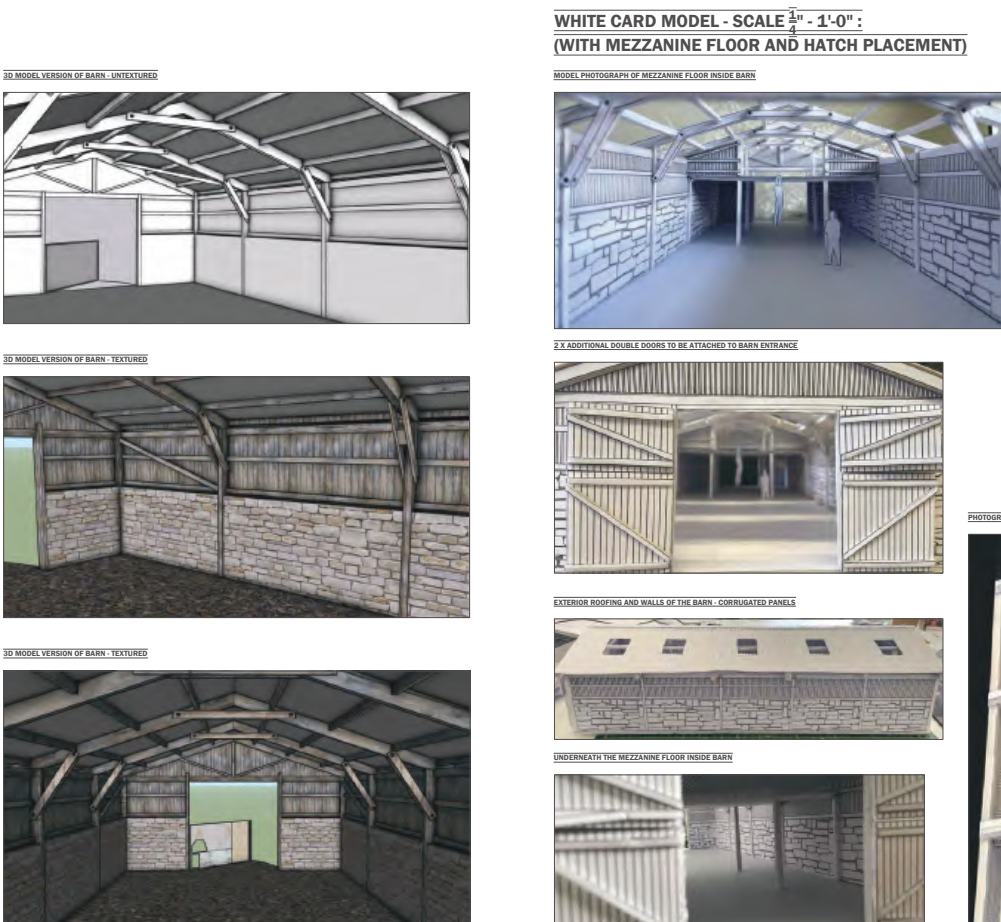 3D MODEL VERSION OF BARN - UNTEXTURED
3D MODEL VERSION OF BARN - TEXTURED
3D MODEL VERSION OF BARN - TEXTURED
WHITE CARD MODEL - SCALE 1/4" - 1'-0" :
(WITH MEZZANINE FLOOR AND HATCH PLACEMENT)
MODEL PHOTOGRAPH OF MEZZANINE FLOOR INSIDE BARN
2 X ADDITIONAL DOUBLE DOORS TO BE ATTACHED TO BARN ENTRANCE
EXTERIOR ROOFING AND WALLS OF THE BARN - CORRUGATED PANELS
UNDERNEATH THE MEZZANINE FLOOR INSIDE BARN
PHOTOGR